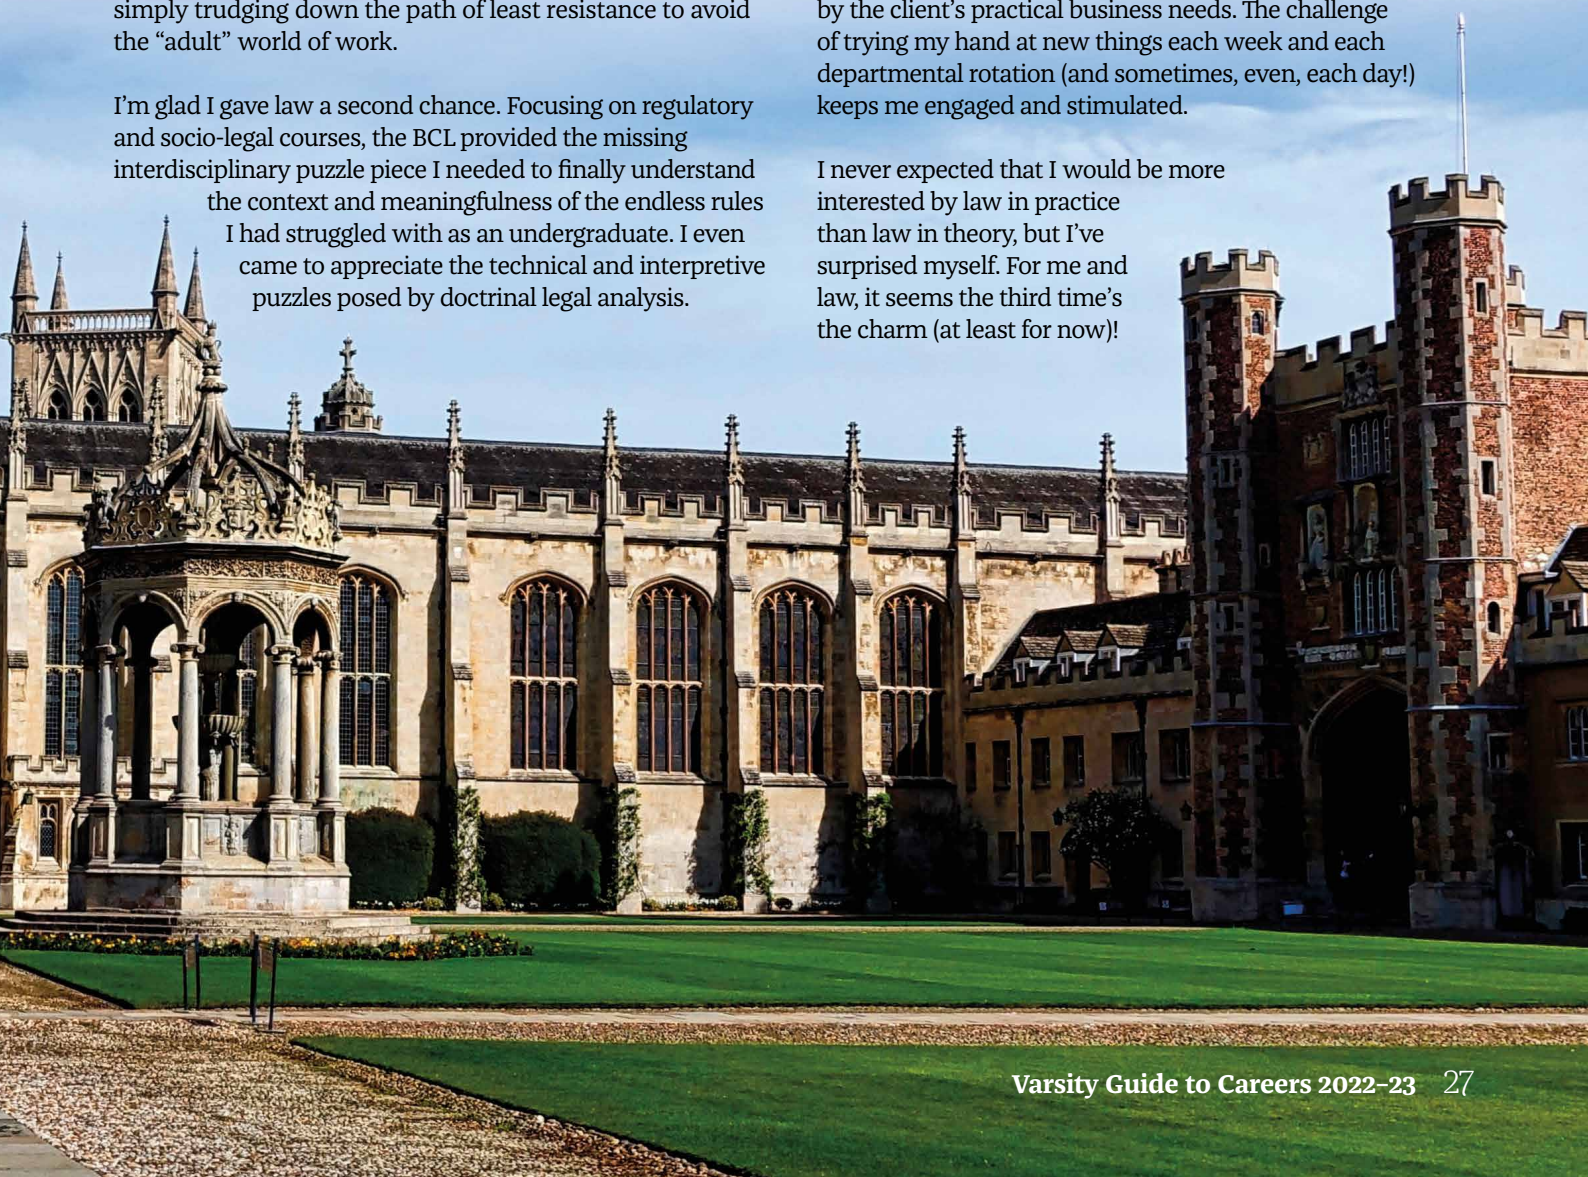 simply trudging down the path of least resistance to avoid
the “adult” world of work.
I’m glad I gave law a second chance. Focusing on regulatory
and socio-legal courses, the BCL provided the missing
interdisciplinary puzzle piece I needed to finally understand
the context and meaningfulness of the endless rules
I had struggled with as an undergraduate. I even
came to appreciate the technical and interpretive
puzzles posed by doctrinal legal analysis.
by the client’s practical business needs. The challenge
of trying my hand at new things each week and each
departmental rotation (and sometimes, even, each day!)
keeps me engaged and stimulated.
I never expected that I would be more
interested by law in practice
than law in theory, but I’ve
surprised myself. For me and
law, it seems the third time’s
the charm (at least for now)!
Varsity Guide to Careers 2022–23 27